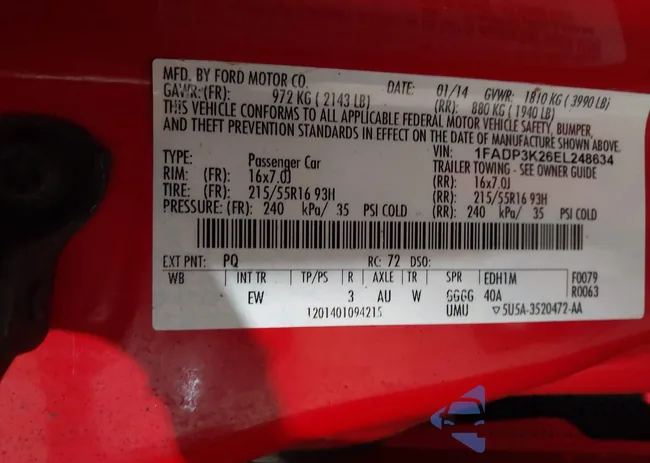 MFD. BY FORD MOTOR CO. DATE: 01/14 GVWR: 1810 KG ( 3990 LB)
GAWR: (FR): 972 KG ( 2143 LB) (RR): 880 KG ( 1940 LB)
THIS VEHICLE CONFORMS TO ALL APPLICABLE FEDERAL MOTOR VEHICLE SAFETY, BUMPER,
AND THEFT PREVENTION STANDARDS IN EFFECT ON THE DATE OF MANUFACTURE SHOWN ABOVE.
VIN: 1FADP3K26EL248634
TYPE: Passenger Car TRAILER TOWING - SEE OWNER GUIDE
RIM: (FR): 16x7.0J (RR): 16x7.0J
TIRE: (FR): 215/55R16 93H (RR): 215/55R16 93H
PRESSURE: (FR): 240 kPa/ 35 PSI COLD (RR): 240 kPa/ 35 PSI COLD
EXT PNT: PQ RC: 72 DSO:
WB INT TR TP/PS R AXLE TR SPR EDH1M F0079
EW 3 AU W GGGG 40A R0063
1201401094215 UMU ▽5U5A-3520472-AA